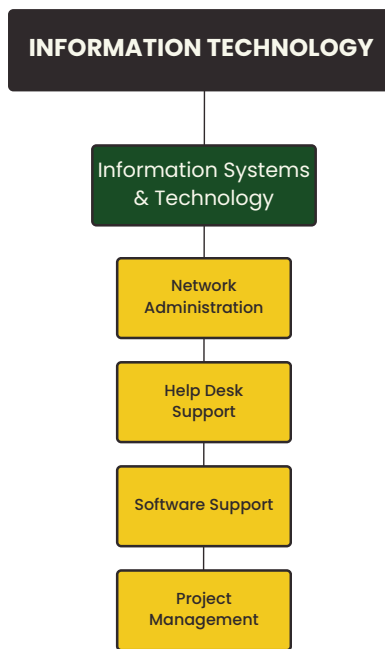 INFORMATION TECHNOLOGY
Information Systems
& Technology
Network
Administration
Help Desk
Support
Software Support
Project
Management